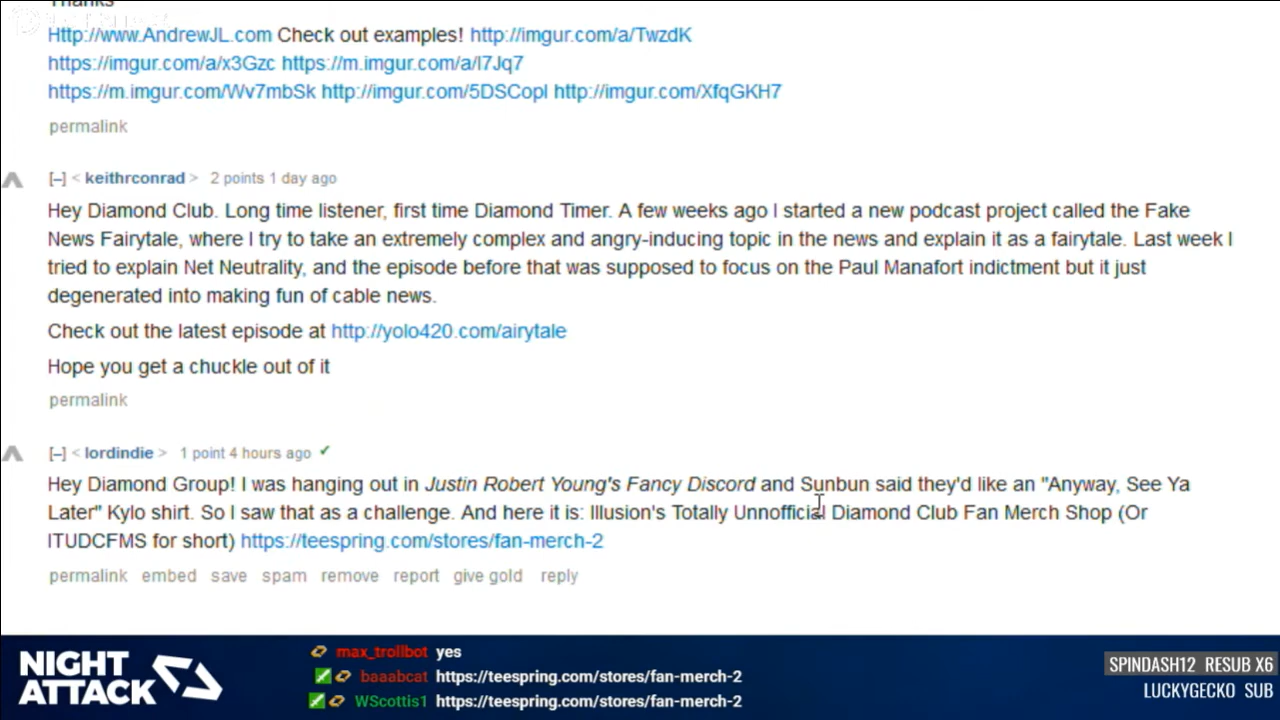 Thanks
Http://www.AndrewJL.com Check out examples! http://imgur.com/a/TwzdK
https://imgur.com/a/x3Gzc https://m.imgur.com/a/l7Jq7
https://m.imgur.com/Wv7mbSk http://imgur.com/5DSCopl http://imgur.com/XfqGKH7
permalink
[–] < keithrconrad > 2 points 1 day ago
Hey Diamond Club. Long time listener, first time Diamond Timer. A few weeks ago I started a new podcast project called the Fake
News Fairytale, where I try to take an extremely complex and angry-inducing topic in the news and explain it as a fairytale. Last week I
tried to explain Net Neutrality, and the episode before that was supposed to focus on the Paul Manafort indictment but it just
degenerated into making fun of cable news.
Check out the latest episode at http://yolo420.com/airytale
Hope you get a chuckle out of it
permalink
[–] < lordindie > 1 point 4 hours ago ✔
Hey Diamond Group! I was hanging out in Justin Robert Young's Fancy Discord and Sunbun said they'd like an "Anyway, See Ya
Later" Kylo shirt. So I saw that as a challenge. And here it is: Illusion's Totally Unnofficial Diamond Club Fan Merch Shop (Or
ITUDCFMS for short) https://teespring.com/stores/fan-merch-2
permalink embed save spam remove report give gold reply
NIGHT
ATTACK
max_trollbot yes
baaabcat https://teespring.com/stores/fan-merch-2
WScottis1 https://teespring.com/stores/fan-merch-2
SPINDASH12 RESUB X6
LUCKYGECKO SUB